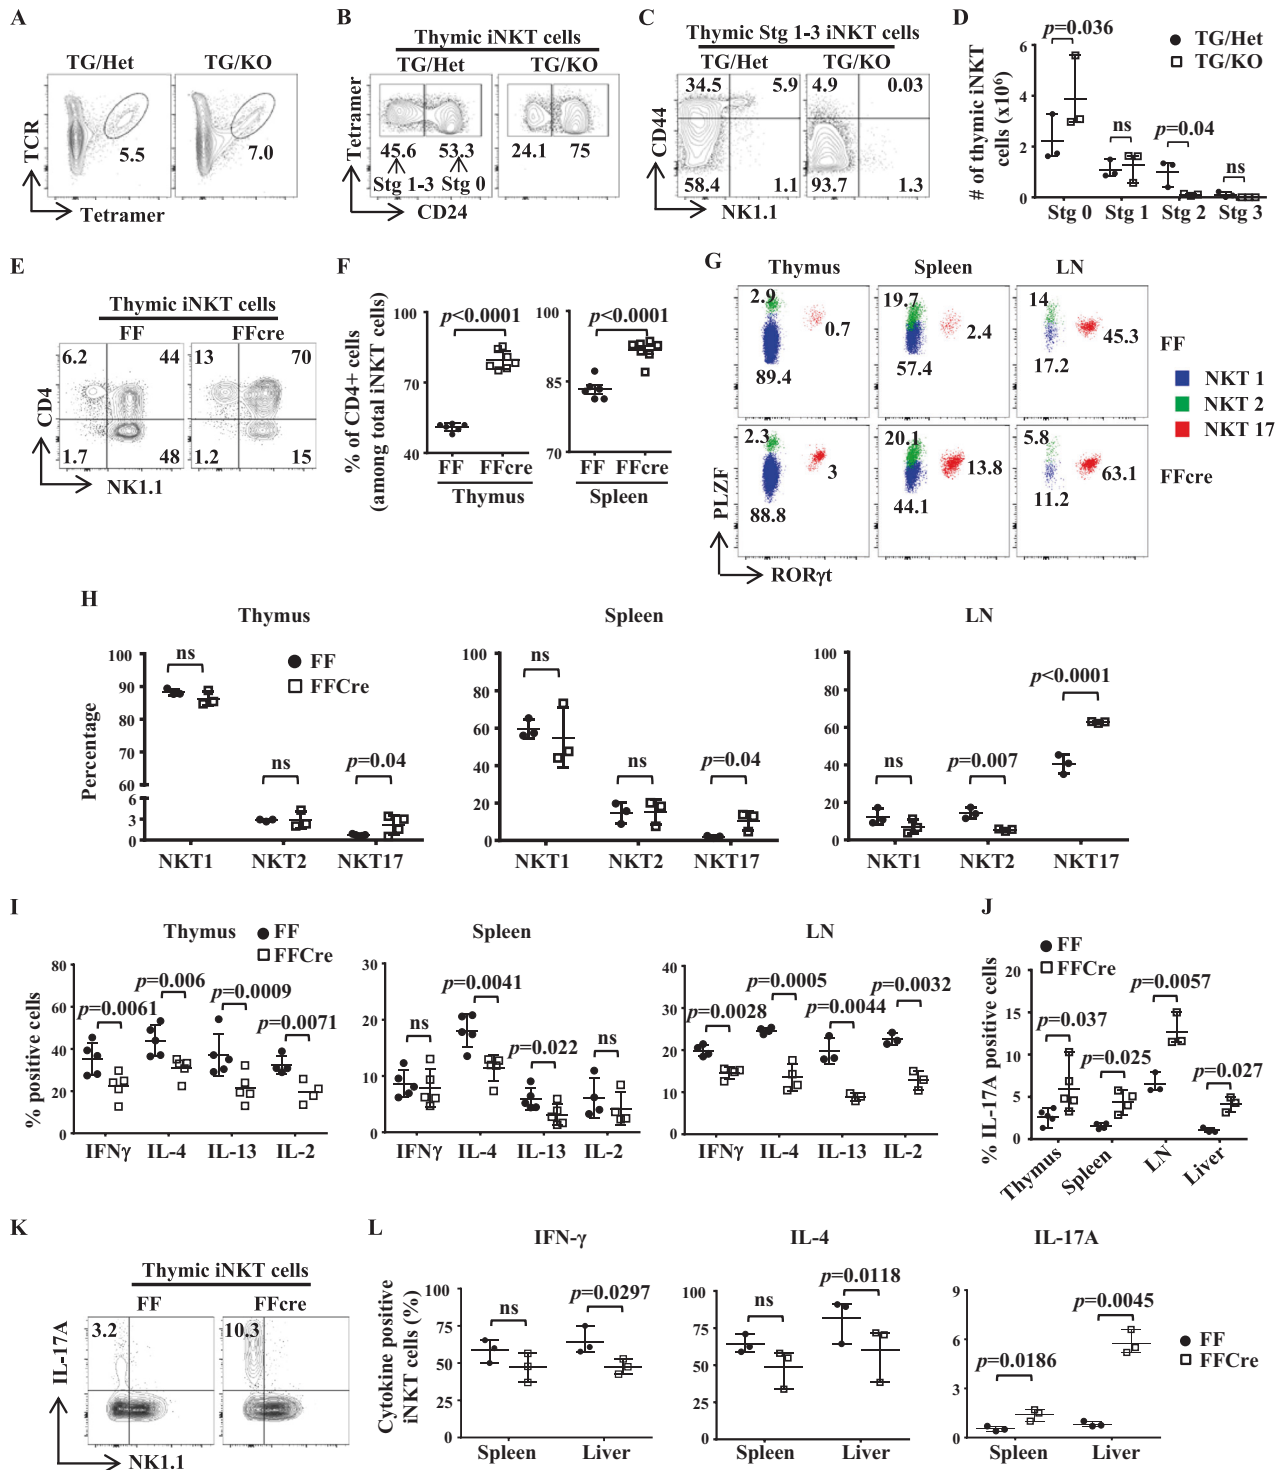 A
TG/Het
TG/KO
TCR
5.5
7.0
Tetramer
B
Thymic iNKT cells
TG/Het
TG/KO
Tetramer
45.6
53.3
24.1
75
Stg 1-3
Stg 0
CD24
C
Thymic Stg 1-3 iNKT cells
TG/Het
TG/KO
34.5
5.9
4.9
0.03
CD44
58.4
1.1
93.7
1.3
NK1.1
D
p=0.036
TG/Het
TG/KO
# of thymic iNKT
cells (x10⁶)
6
4
2
0
ns
p=0.04
ns
Stg 0
Stg 1
Stg 2
Stg 3
E
Thymic iNKT cells
FF
FFcre
6.2
44
13
70
CD4
1.7
48
1.2
15
NK1.1
F
% of CD4+ cells
(among total iNKT cells)
100
70
40
p<0.0001
FF
FFcre
Thymus
100
85
70
p<0.0001
FF
FFcre
Spleen
G
Thymus
Spleen
LN
2.9
0.7
89.4
19.7
2.4
57.4
14
45.3
17.2
FF
NKT 1
NKT 2
NKT 17
2.3
3
88.8
20.1
13.8
44.1
5.8
63.1
11.2
FFcre
PLZF
RORγt
H
Thymus
Spleen
LN
Percentage
100
90
80
70
60
6
3
0
ns
FF
FFCre
ns
p=0.04
NKT1
NKT2
NKT17
100
80
60
40
20
0
ns
ns
p=0.04
NKT1
NKT2
NKT17
100
80
60
40
20
0
ns
p=0.007
p<0.0001
NKT1
NKT2
NKT17
I
Thymus
FF
FFCre
Spleen
LN
% positive cells
80
60
40
20
0
p=0.0061
p=0.006
p=0.0009
p=0.0071
IFNγ
IL-4
IL-13
IL-2
30
20
10
0
ns
p=0.0041
p=0.022
ns
IFNγ
IL-4
IL-13
IL-2
40
30
20
10
0
p=0.0028
p=0.0005
p=0.0044
p=0.0032
IFNγ
IL-4
IL-13
IL-2
J
FF
FFCre
% IL-17A positive cells
20
15
10
5
0
p=0.037
p=0.025
p=0.0057
p=0.027
Thymus
Spleen
LN
Liver
K
Thymic iNKT cells
FF
FFcre
3.2
10.3
IL-17A
NK1.1
L
IFN-γ
IL-4
IL-17A
Cytokine positive
iNKT cells (%)
100
75
50
25
0
ns
p=0.0297
Spleen
Liver
100
75
50
25
0
ns
p=0.0118
Spleen
Liver
9
6
3
0
p=0.0186
p=0.0045
Spleen
Liver
FF
FFCre